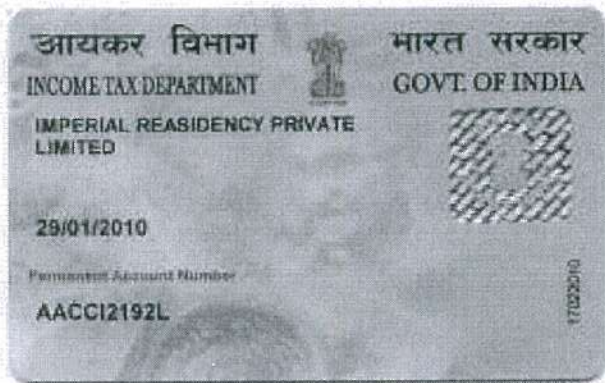 आयकर विभाग
भारत सरकार
INCOME TAX DEPARTMENT
GOVT. OF INDIA
IMPERIAL REASIDENCY PRIVATE
LIMITED
29/01/2010
Permanent Account Number
AACCI2192L
17022010